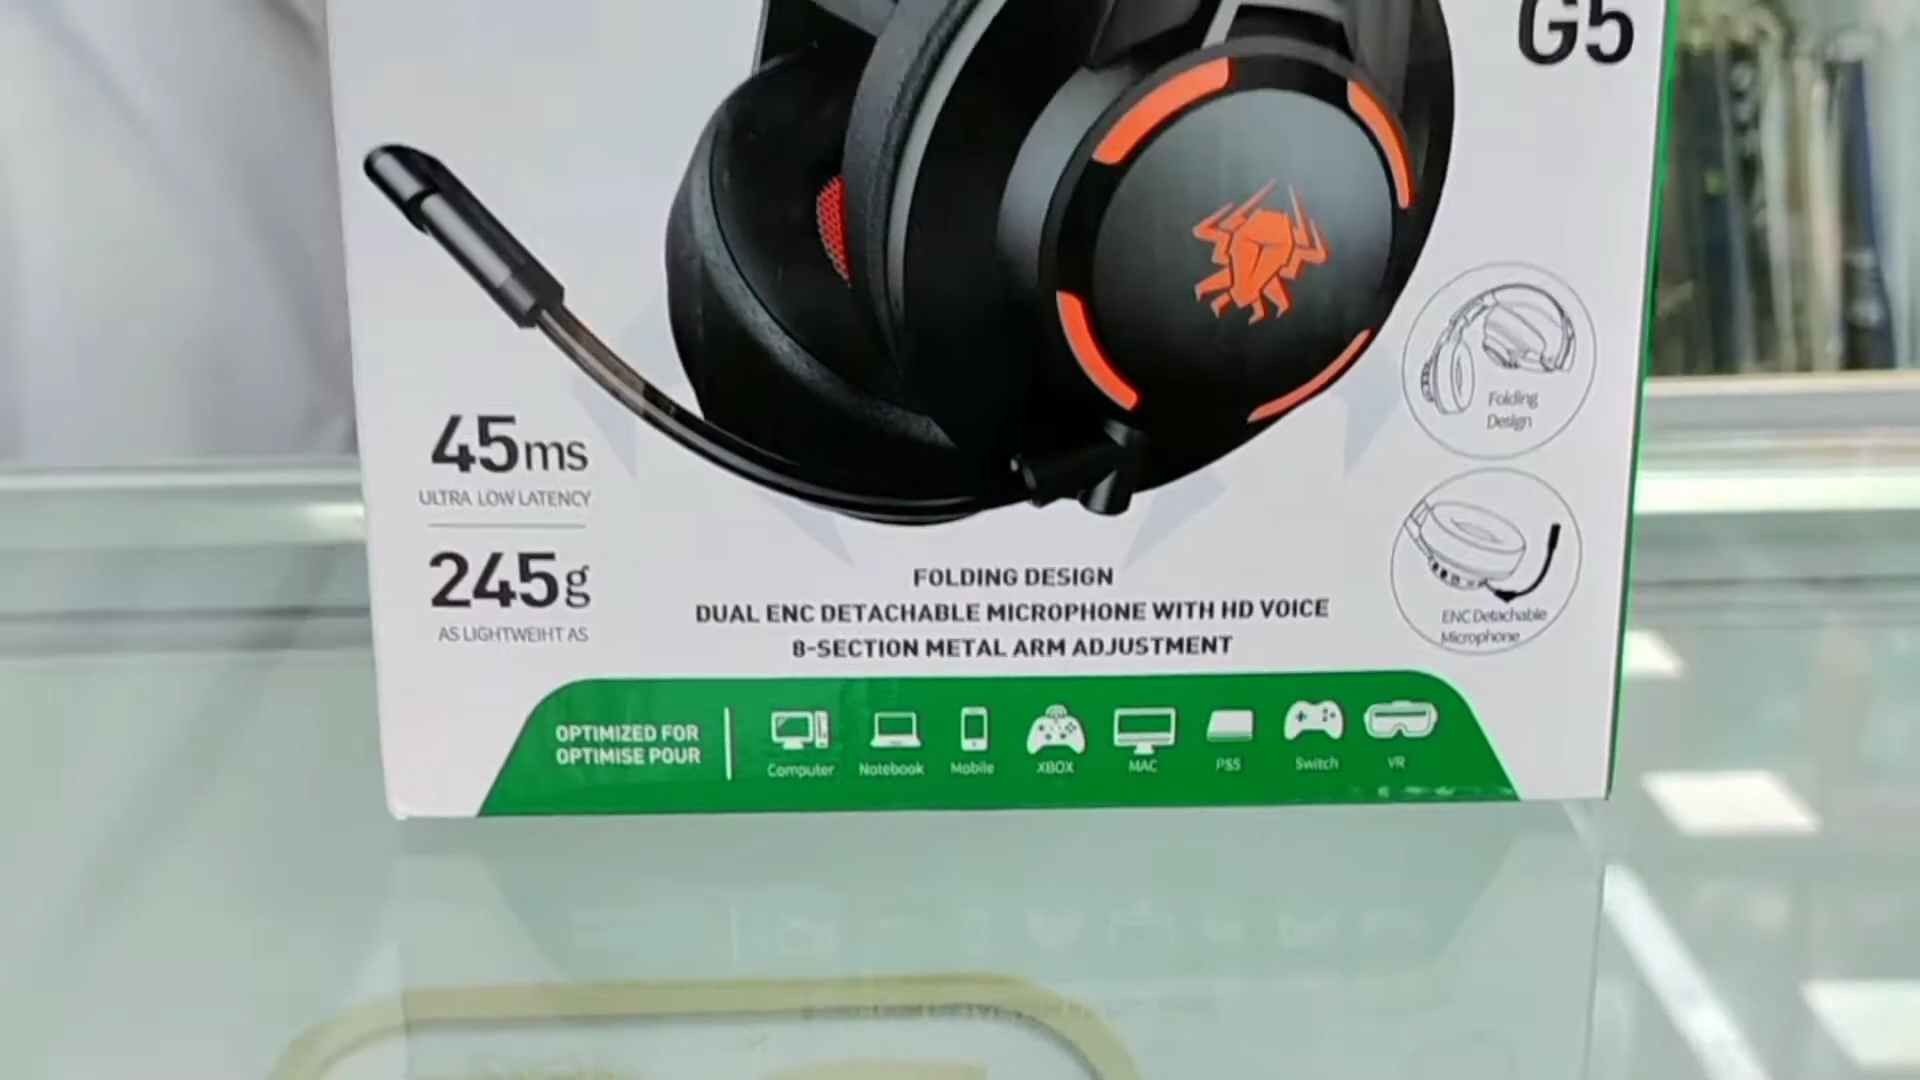 G5
45ms
ULTRA LOW LATENCY
245g
AS LIGHTWEIHT AS
Folding
Design
ENC Detachable
Microphone
FOLDING DESIGN
DUAL ENC DETACHABLE MICROPHONE WITH HD VOICE
8-SECTION METAL ARM ADJUSTMENT
OPTIMIZED FOR
OPTIMISE POUR
Computer Notebook Mobile XBOX MAC PS5 Switch VR